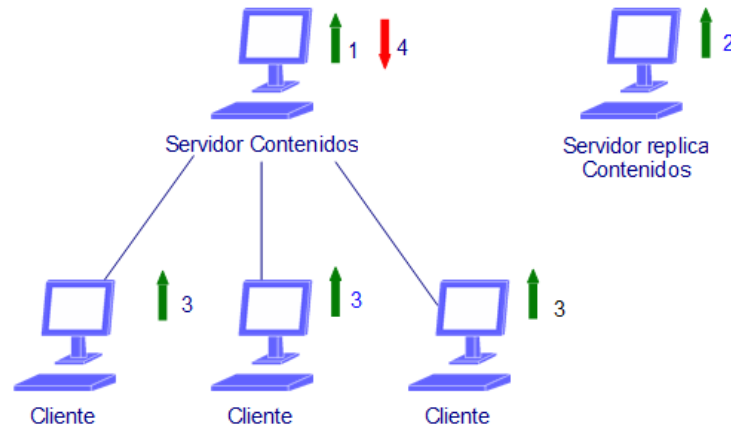 1
4
2
Servidor Contenidos
Servidor replica
Contenidos
3
3
3
Cliente
Cliente
Cliente